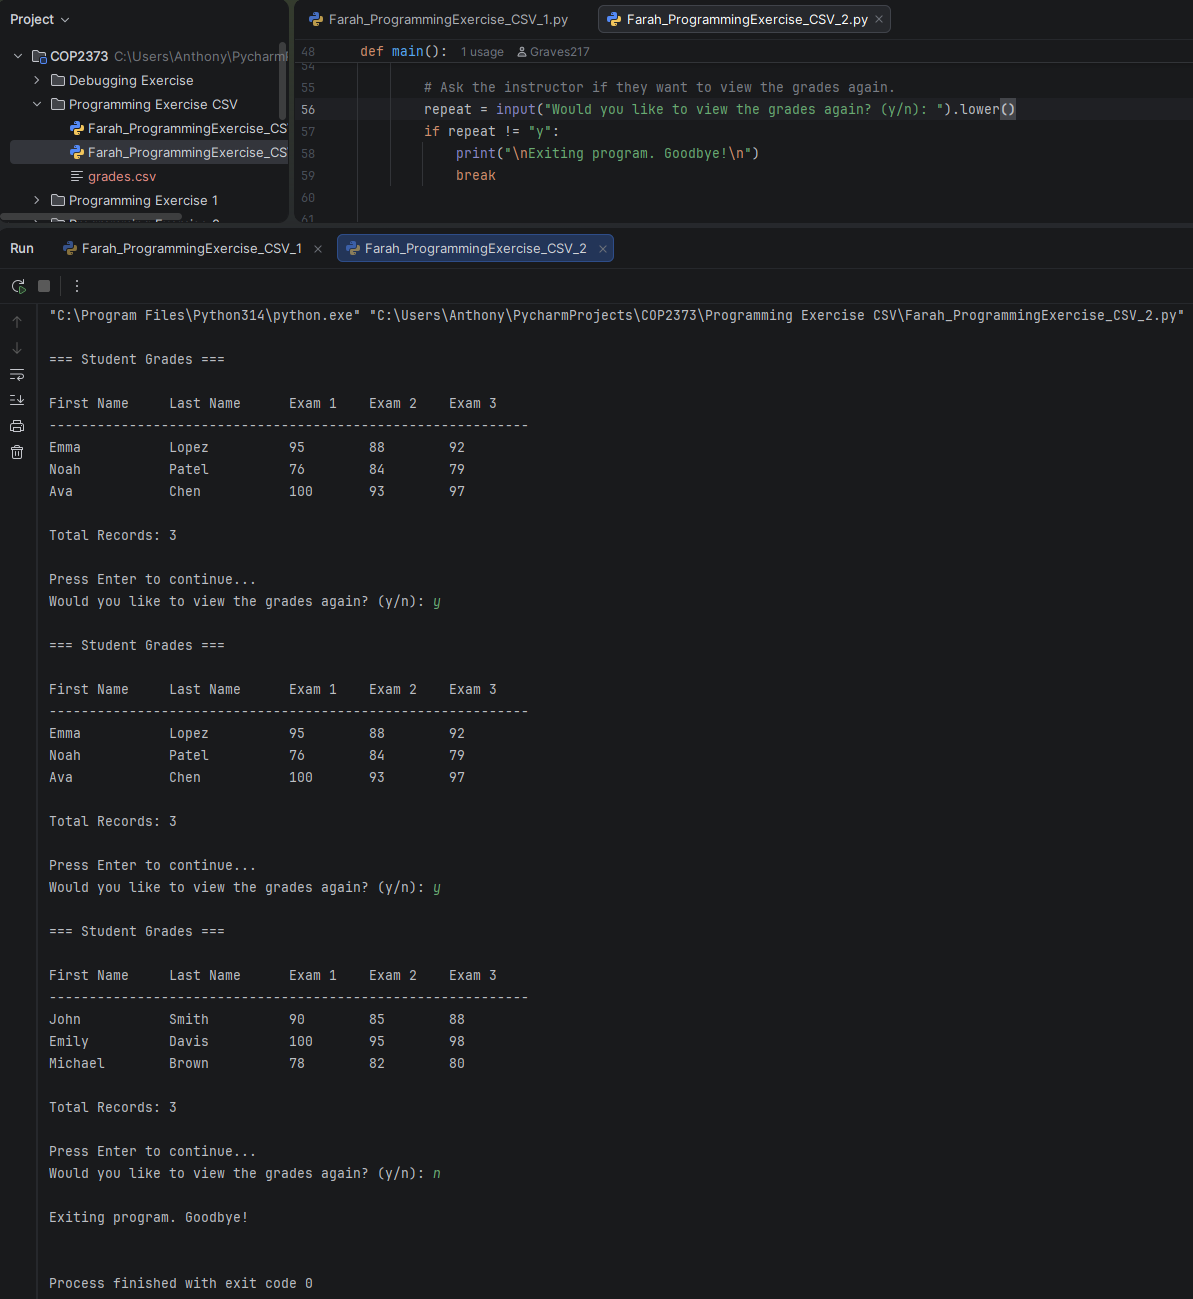 Project
COP2373 C:\Users\Anthony\PycharmP
Debugging Exercise
Programming Exercise CSV
Farah_ProgrammingExercise_CS
Farah_ProgrammingExercise_CS
grades.csv
Programming Exercise 1
Farah_ProgrammingExercise_CSV_1.py
Farah_ProgrammingExercise_CSV_2.py
48 def main(): 1 usage Graves217
54
55 # Ask the instructor if they want to view the grades again.
56 repeat = input("Would you like to view the grades again? (y/n): ").lower()
57 if repeat != "y":
58 print("\nExiting program. Goodbye!\n")
59 break
60
61
Run Farah_ProgrammingExercise_CSV_1 Farah_ProgrammingExercise_CSV_2
"C:\Program Files\Python314\python.exe" "C:\Users\Anthony\PycharmProjects\COP2373\Programming Exercise CSV\Farah_ProgrammingExercise_CSV_2.py"
=== Student Grades ===
First Name Last Name Exam 1 Exam 2 Exam 3
------------------------------------------------------------
Emma Lopez 95 88 92
Noah Patel 76 84 79
Ava Chen 100 93 97
Total Records: 3
Press Enter to continue...
Would you like to view the grades again? (y/n): y
=== Student Grades ===
First Name Last Name Exam 1 Exam 2 Exam 3
------------------------------------------------------------
Emma Lopez 95 88 92
Noah Patel 76 84 79
Ava Chen 100 93 97
Total Records: 3
Press Enter to continue...
Would you like to view the grades again? (y/n): y
=== Student Grades ===
First Name Last Name Exam 1 Exam 2 Exam 3
------------------------------------------------------------
John Smith 90 85 88
Emily Davis 100 95 98
Michael Brown 78 82 80
Total Records: 3
Press Enter to continue...
Would you like to view the grades again? (y/n): n
Exiting program. Goodbye!
Process finished with exit code 0